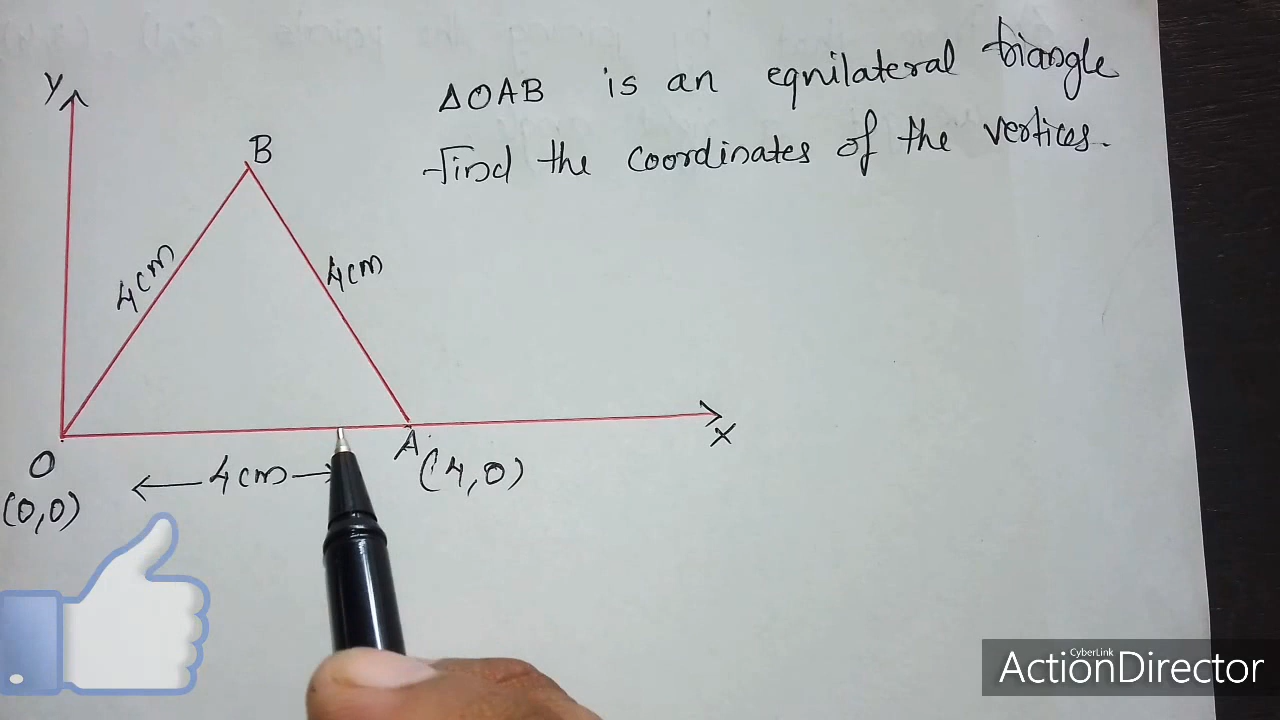 △OAB is an equilateral triangle
Find the coordinates of the vertices.
Y
B
4cm
4cm
O
(0,0)
4cm
A
(4,0)
X
CyberLink
ActionDirector